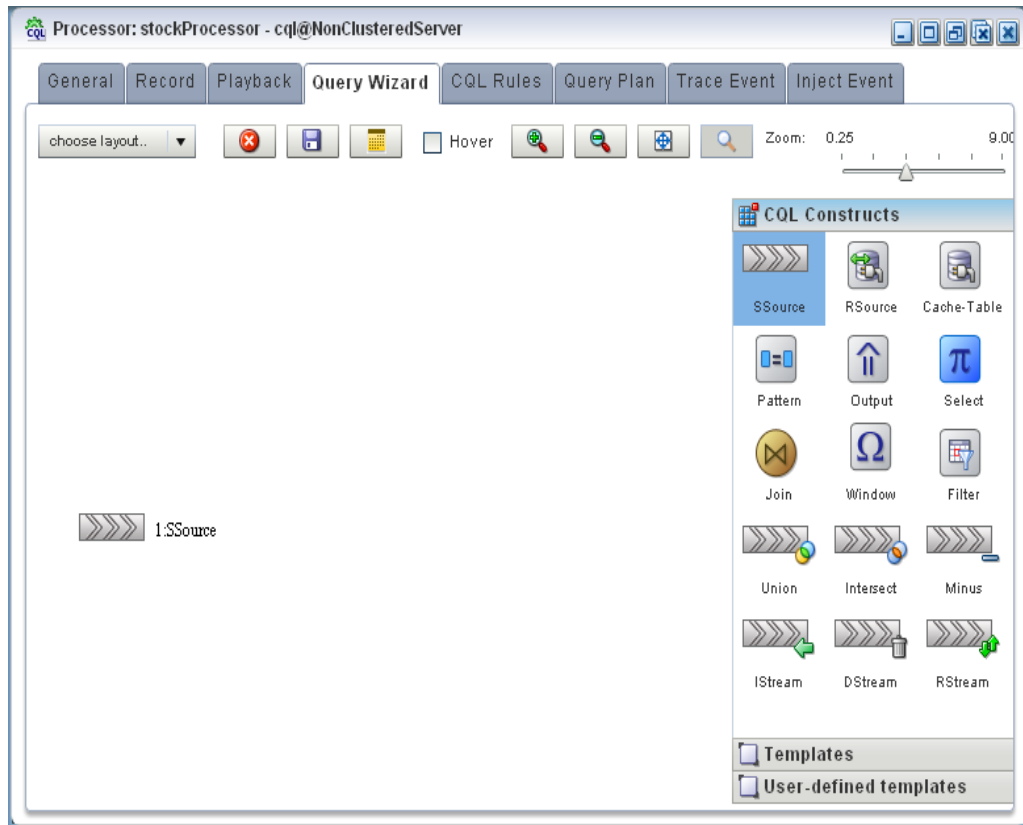 CQL Processor: stockProcessor - cql@NonClusteredServer
General Record Playback Query Wizard CQL Rules Query Plan Trace Event Inject Event
choose layout.. Hover Zoom: 0.25 9.00
CQL Constructs
SSource RSource Cache-Table
Pattern Output Select
π
Ω
Join Window Filter
1:SSource
Union Intersect Minus
IStream DStream RStream
Templates
User-defined templates